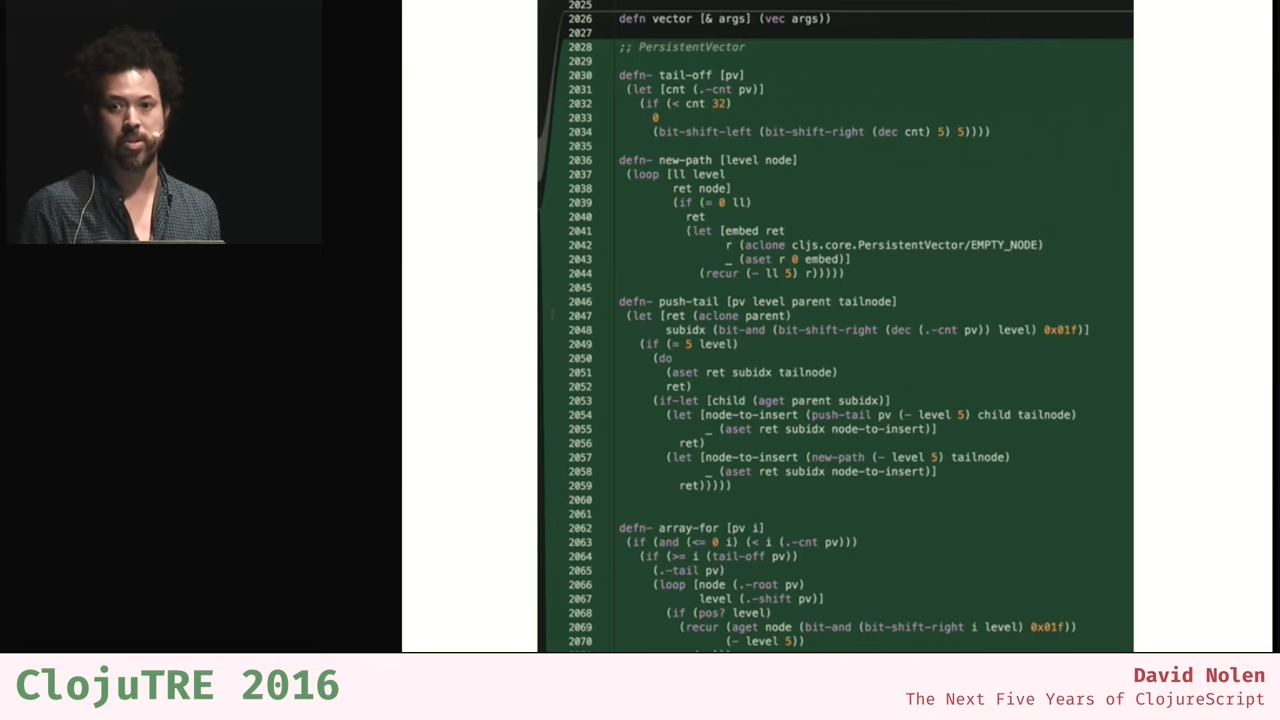 2025
2026 defn vector [& args] (vec args))
2027
2028 ;; PersistentVector
2029
2030 defn- tail-off [pv]
2031 (let [cnt (.-cnt pv)]
2032 (if (< cnt 32)
2033 0
2034 (bit-shift-left (bit-shift-right (dec cnt) 5) 5))))
2035
2036 defn- new-path [level node]
2037 (loop [ll level
2038 ret node]
2039 (if (= 0 ll)
2040 ret
2041 (let [embed ret
2042 r (aclone cljs.core.PersistentVector/EMPTY_NODE)
2043 _ (aset r 0 embed)]
2044 (recur (- ll 5) r)))))
2045
2046 defn- push-tail [pv level parent tailnode]
2047 (let [ret (aclone parent)
2048 subidx (bit-and (bit-shift-right (dec (.-cnt pv)) level) 0x01f)]
2049 (if (= 5 level)
2050 (do
2051 (aset ret subidx tailnode)
2052 ret)
2053 (if-let [child (aget parent subidx)]
2054 (let [node-to-insert (push-tail pv (- level 5) child tailnode)
2055 _ (aset ret subidx node-to-insert)]
2056 ret)
2057 (let [node-to-insert (new-path (- level 5) tailnode)
2058 _ (aset ret subidx node-to-insert)]
2059 ret)))))
2060
2061
2062 defn- array-for [pv i]
2063 (if (and (<= 0 i) (< i (.-cnt pv)))
2064 (if (>= i (tail-off pv))
2065 (.-tail pv)
2066 (loop [node (.-root pv)
2067 level (.-shift pv)]
2068 (if (pos? level)
2069 (recur (aget node (bit-and (bit-shift-right i level) 0x01f))
2070 (- level 5))
ClojuTRE 2016
David Nolen
The Next Five Years of ClojureScript